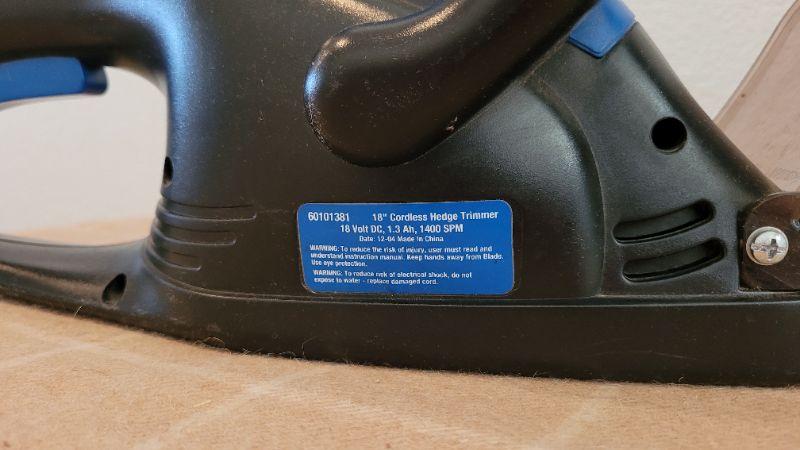 60101381 18" Cordless Hedge Trimmer
18 Volt DC, 1.3 Ah, 1400 SPM
Date: 12-04 Made in China
WARNING: To reduce the risk of injury, user must read and
understand instruction manual. Keep hands away from Blade.
Use eye protection.
WARNING: To reduce risk of electrical shock, do not
expose to water - replace damaged cord.